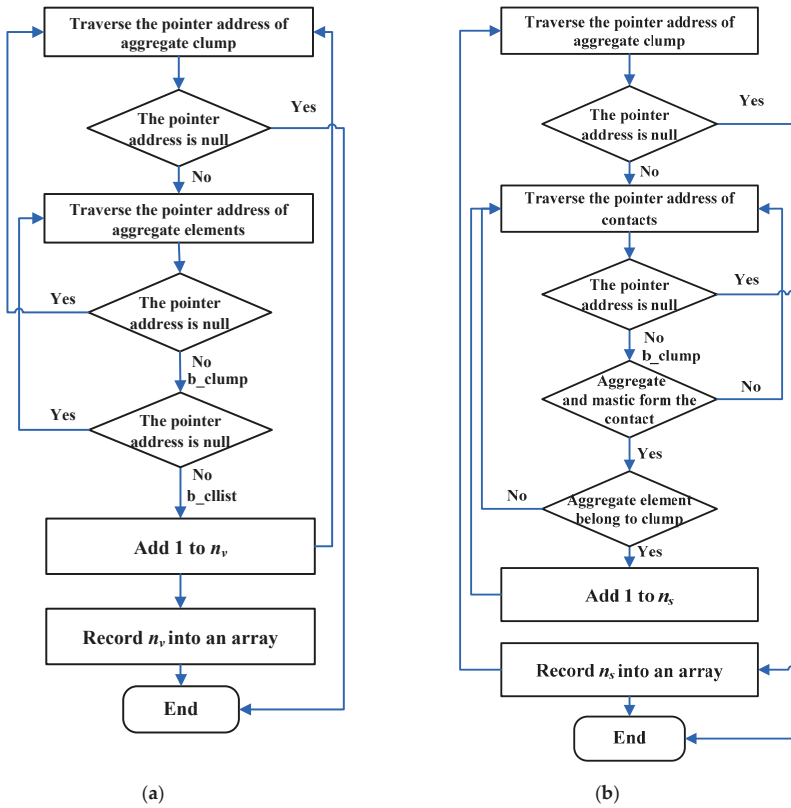 Traverse the pointer address of
aggregate clump
The pointer
address is null
Yes
No
Traverse the pointer address of
aggregate elements
Yes
The pointer
address is null
No
b_clump
Yes
The pointer
address is null
No
b_cllist
Add 1 to nv
Record nv into an array
End
(a)
Traverse the pointer address of
aggregate clump
The pointer
address is null
Yes
No
Traverse the pointer address of
contacts
The pointer
address is null
Yes
No
b_clump
Aggregate
and mastic form the
contact
No
Yes
No
Aggregate element
belong to clump
Yes
Add 1 to ns
Record ns into an array
End
(b)